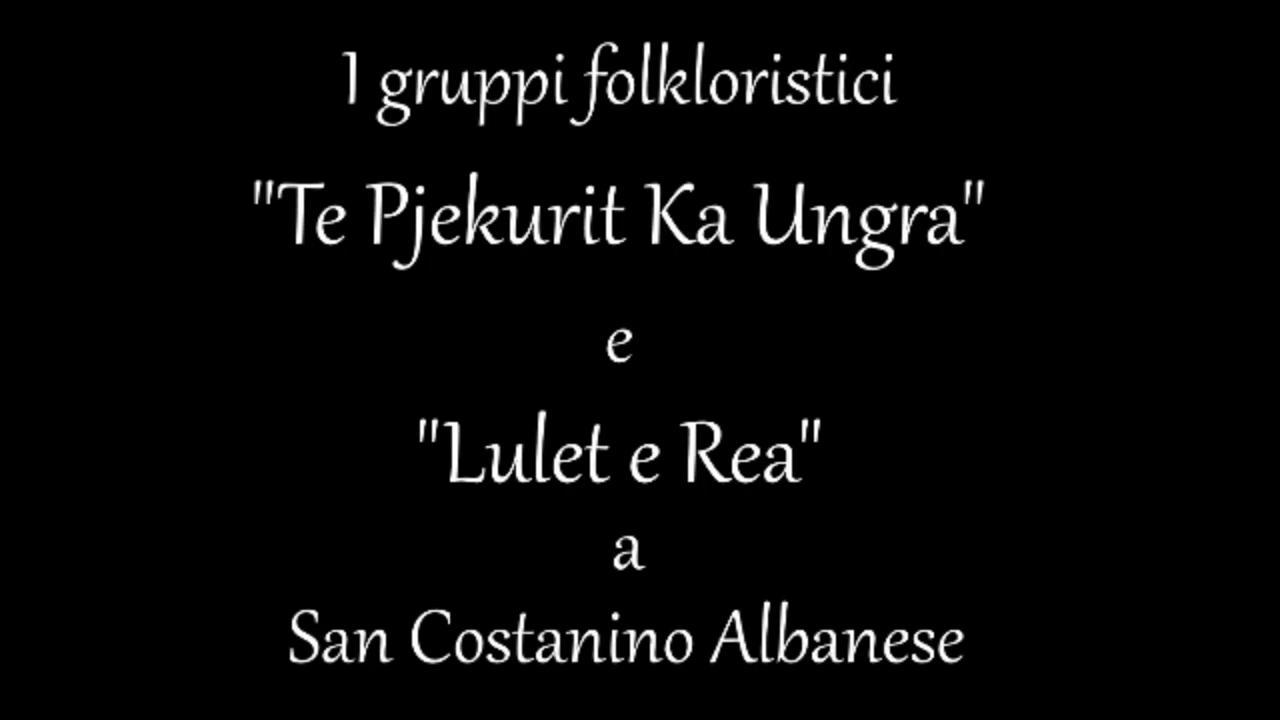 I gruppi folkloristici
"Te Pjekurit Ka Ungra"
e
"Lulet e Rea"
a
San Costanino Albanese